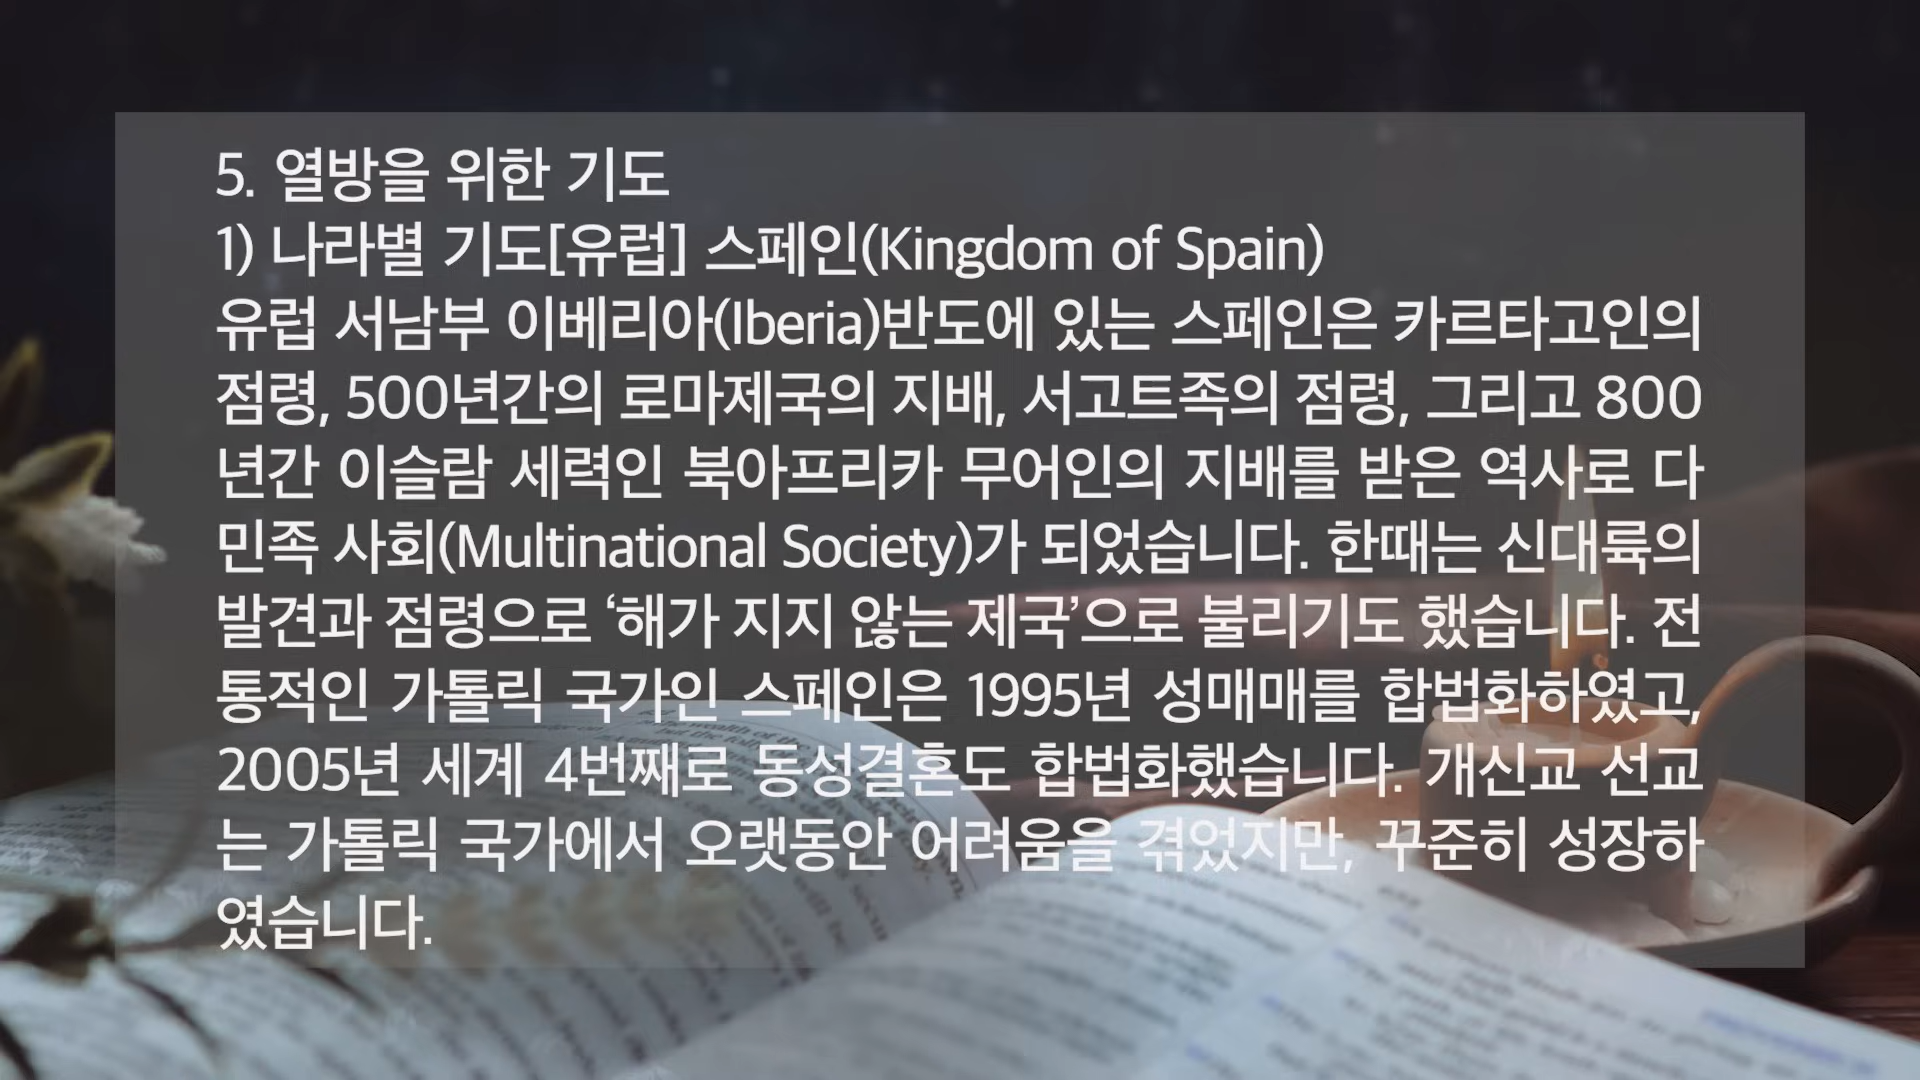 5. 열방을 위한 기도
1) 나라별 기도[유럽] 스페인(Kingdom of Spain)
유럽 서남부 이베리아(Iberia)반도에 있는 스페인은 카르타고인의
점령, 500년간의 로마제국의 지배, 서고트족의 점령, 그리고 800
년간 이슬람 세력인 북아프리카 무어인의 지배를 받은 역사로 다
민족 사회(Multinational Society)가 되었습니다. 한때는 신대륙의
발견과 점령으로 ‘해가 지지 않는 제국’으로 불리기도 했습니다. 전
통적인 가톨릭 국가인 스페인은 1995년 성매매를 합법화하였고,
2005년 세계 4번째로 동성결혼도 합법화했습니다. 개신교 선교
는 가톨릭 국가에서 오랫동안 어려움을 겪었지만, 꾸준히 성장하
였습니다.